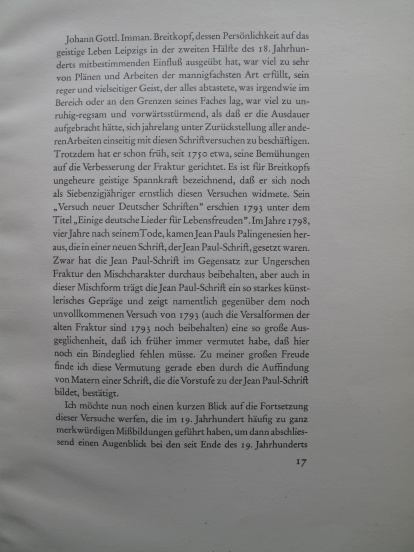 Johann Gottl. Imman. Breitkopf, dessen Persönlichkeit auf das
geistige Leben Leipzigs in der zweiten Hälfte des 18. Jahrhun-
derts mitbestimmenden Einfluß ausgeübt hat, war viel zu sehr
von Plänen und Arbeiten der mannigfachsten Art erfüllt, sein
reger und vielseitiger Geist, der alles abtastete, was irgendwie im
Bereich oder an den Grenzen seines Faches lag, war viel zu un-
ruhig-regsam und vorwärtsstürmend, als daß er die Ausdauer
aufgebracht hätte, sich jahrelang unter Zurückstellung aller ande-
ren Arbeiten einseitig mit diesen Schriftversuchen zu beschäftigen.
Trotzdem hat er schon früh, seit 1750 etwa, seine Bemühungen
auf die Verbesserung der Fraktur gerichtet. Es ist für Breitkopfs
ungeheure geistige Spannkraft bezeichnend, daß er sich noch
als Siebenzigjähriger ernstlich diesen Versuchen widmete. Sein
„Versuch neuer Deutscher Schriften" erschien 1793 unter dem
Titel „Einige deutsche Lieder für Lebensfreuden". Im Jahre 1798,
vier Jahre nach seinem Tode, kamen Jean Pauls Palingenesien her-
aus, die in einer neuen Schrift, der Jean Paul-Schrift, gesetzt waren.
Zwar hat die Jean Paul-Schrift im Gegensatz zur Ungerschen
Fraktur den Mischcharakter durchaus beibehalten, aber auch in
dieser Mischform trägt die Jean Paul-Schrift ein so starkes künst-
lerisches Gepräge und zeigt namentlich gegenüber dem noch
unvollkommenen Versuch von 1793 (auch die Versalformen der
alten Fraktur sind 1793 noch beibehalten) eine so große Aus-
geglichenheit, daß ich früher immer vermutet habe, daß hier
noch ein Bindeglied fehlen müsse. Zu meiner großen Freude
finde ich diese Vermutung gerade eben durch die Auffindung
von Matern einer Schrift, die die Vorstufe zu der Jean Paul-Schrift
bildet, bestätigt.
Ich möchte nun noch einen kurzen Blick auf die Fortsetzung
dieser Versuche werfen, die im 19. Jahrhundert häufig zu ganz
merkwürdigen Mißbildungen geführt haben, um dann abschlies-
send einen Augenblick bei den seit Ende des 19. Jahrhunderts
17